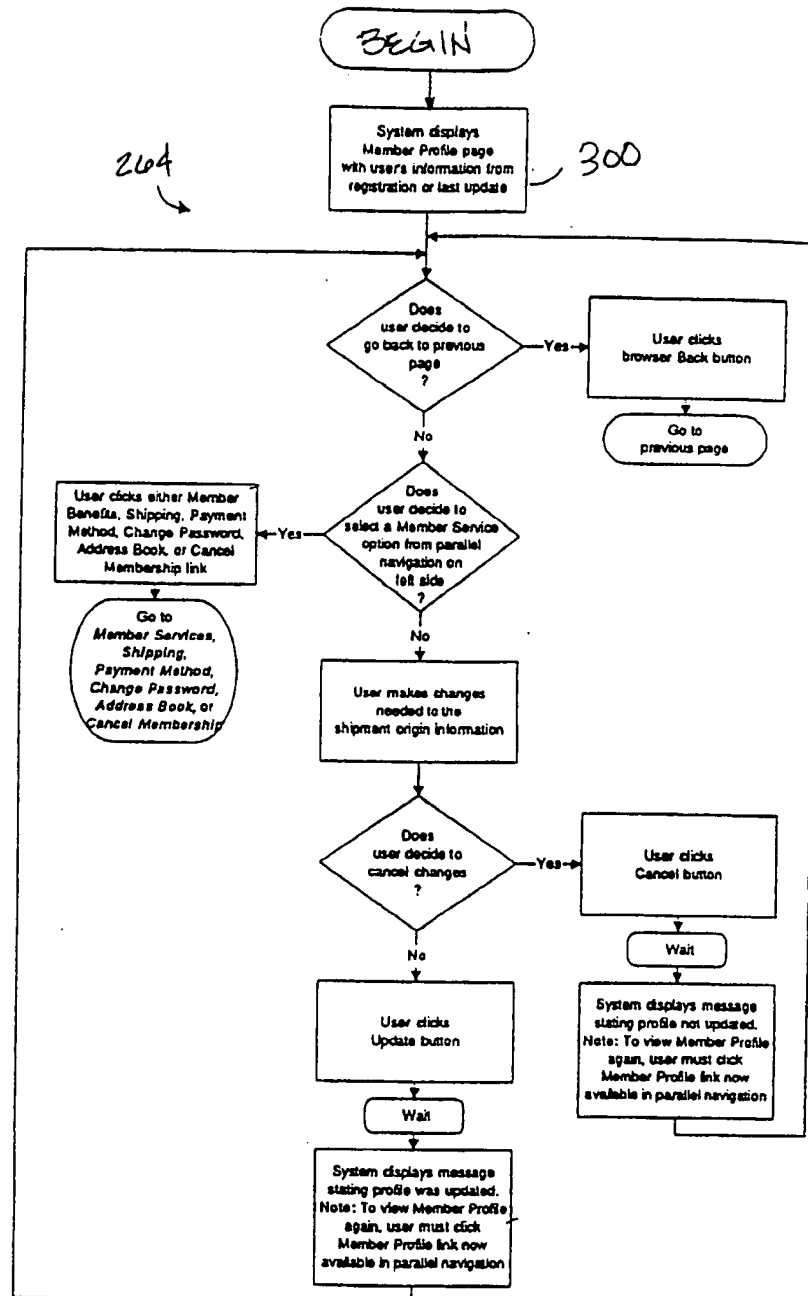 BEGIN
System displays
Member Profile page
with user's information from
registration or last update
264
300
Does
user decide to
go back to previous
page
?
Yes
User clicks
browser Back button
Go to
previous page
No
Does
user decide to
select a Member Service
option from parallel
navigation on
left side
?
Yes
User clicks either Member
Benefits, Shipping, Payment
Method, Change Password,
Address Book, or Cancel
Membership link
Go to
Member Services,
Shipping,
Payment Method,
Change Password,
Address Book, or
Cancel Membership
No
User makes changes
needed to the
shipment origin information
Does
user decide to
cancel changes
?
Yes
User clicks
Cancel button
Wait
System displays message
stating profile not updated.
Note: To view Member Profile
again, user must click
Member Profile link now
available in parallel navigation
No
User clicks
Update button
Wait
System displays message
stating profile was updated.
Note: To view Member Profile
again, user must click
Member Profile link now
available in parallel navigation